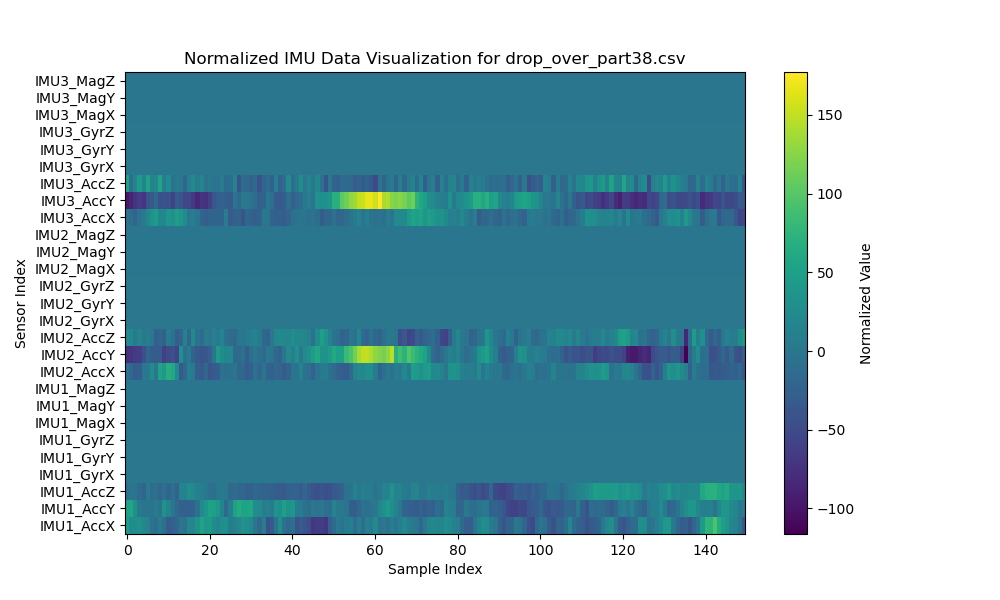 Normalized IMU Data Visualization for drop_over_part38.csv
Sensor Index
IMU3_MagZ
IMU3_MagY
IMU3_MagX
IMU3_GyrZ
IMU3_GyrY
IMU3_GyrX
IMU3_AccZ
IMU3_AccY
IMU3_AccX
IMU2_MagZ
IMU2_MagY
IMU2_MagX
IMU2_GyrZ
IMU2_GyrY
IMU2_GyrX
IMU2_AccZ
IMU2_AccY
IMU2_AccX
IMU1_MagZ
IMU1_MagY
IMU1_MagX
IMU1_GyrZ
IMU1_GyrY
IMU1_GyrX
IMU1_AccZ
IMU1_AccY
IMU1_AccX
0 20 40 60 80 100 120 140
Sample Index
150
100
50
0
−50
−100
Normalized Value